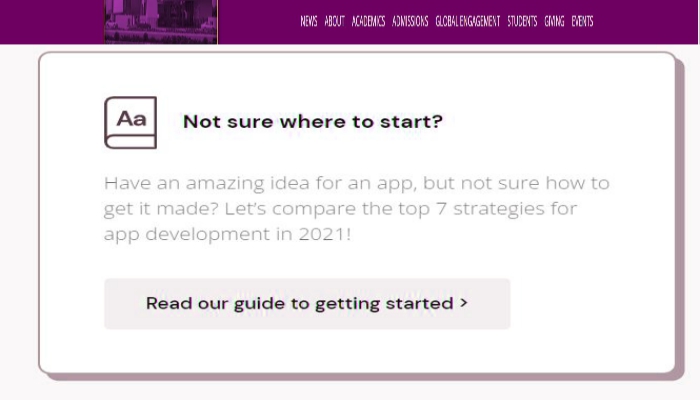 NEWS ABOUT ACADEMICS ADMISSIONS GLOBAL ENGAGEMENT STUDENTS GIVING EVENTS
Aa
Not sure where to start?
Have an amazing idea for an app, but not sure how to
get it made? Let's compare the top 7 strategies for
app development in 2021!
Read our guide to getting started >